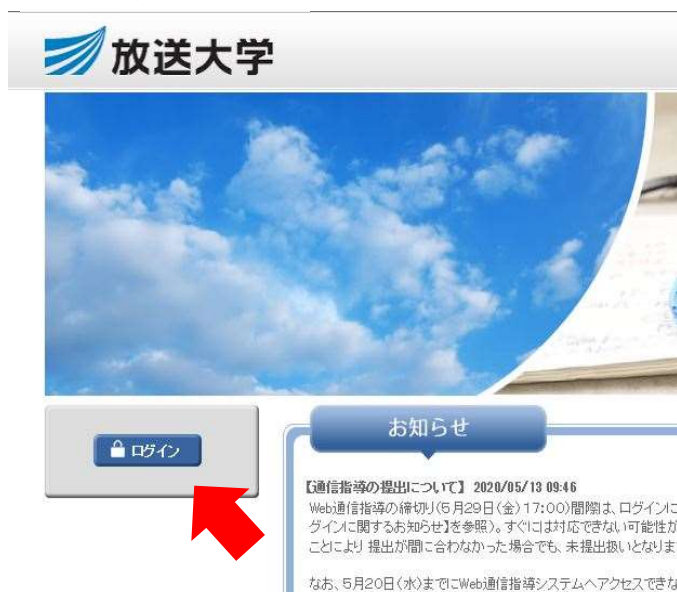 放送大学
ログイン
お知らせ
【通信指導の提出について】 2020/05/13 09:46
Web通信指導の締切り(5月29日(金)17:00)間際は、ログインに
グインに関するお知らせ】を参照)。すぐには対応できない可能性が
ことにより 提出が間に合わなかった場合でも、未提出扱いとなりま
なお、5月20日(水)までにWeb通信指導システムへアクセスできな